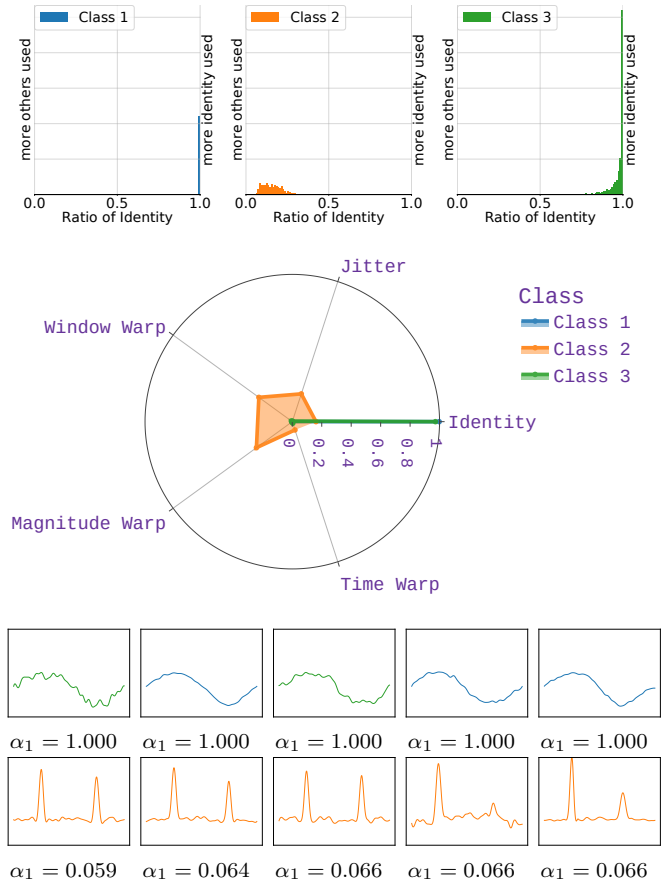 Class 1
more others used
more identity used
0.0 0.5 1.0
Ratio of Identity
Class 2
more others used
more identity used
0.0 0.5 1.0
Ratio of Identity
Class 3
more others used
more identity used
0.0 0.5 1.0
Ratio of Identity
Jitter
Window Warp
Identity
Magnitude Warp
Time Warp
0 0.2 0.4 0.6 0.8 1
Class
Class 1
Class 2
Class 3
α₁ = 1.000 α₁ = 1.000 α₁ = 1.000 α₁ = 1.000 α₁ = 1.000
α₁ = 0.059 α₁ = 0.064 α₁ = 0.066 α₁ = 0.066 α₁ = 0.066